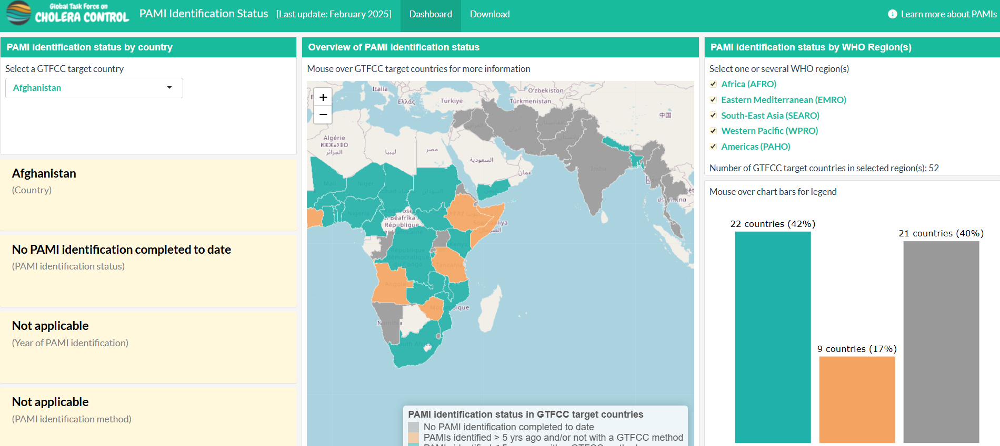 Global Task Force on
CHOLERA CONTROL
PAMI Identification Status
[Last update: February 2025]
Dashboard
Download
Learn more about PAMIs
PAMI identification status by country
Select a GTFCC target country
Afghanistan
Afghanistan
(Country)
No PAMI identification completed to date
(PAMI identification status)
Not applicable
(Year of PAMI identification)
Not applicable
(PAMI identification method)
Overview of PAMI identification status
Mouse over GTFCC target countries for more information
+
−
Italia
Ελλάς
Türkiye
O'zbekiston
Türkmenistan
中国
Algérie
ⵍⵣⵣⴰⵢⴻⵔ
الجزائر
ليبيا
مصر
السعودية
عمان
العراق
ایران
India
Mali
Niger
السودان
Nigeria
Kenya
République
démocratique
du Congo
Tanzania
Angola
Moçambique
Namibia
South Africa
PAMI identification status in GTFCC target countries
No PAMI identification completed to date
PAMIs identified > 5 yrs ago and/or not with a GTFCC method
PAMI identification status by WHO Region(s)
Select one or several WHO region(s)
Africa (AFRO)
Eastern Mediterranean (EMRO)
South-East Asia (SEARO)
Western Pacific (WPRO)
Americas (PAHO)
Number of GTFCC target countries in selected region(s): 52
Mouse over chart bars for legend
22 countries (42%)
21 countries (40%)
9 countries (17%)